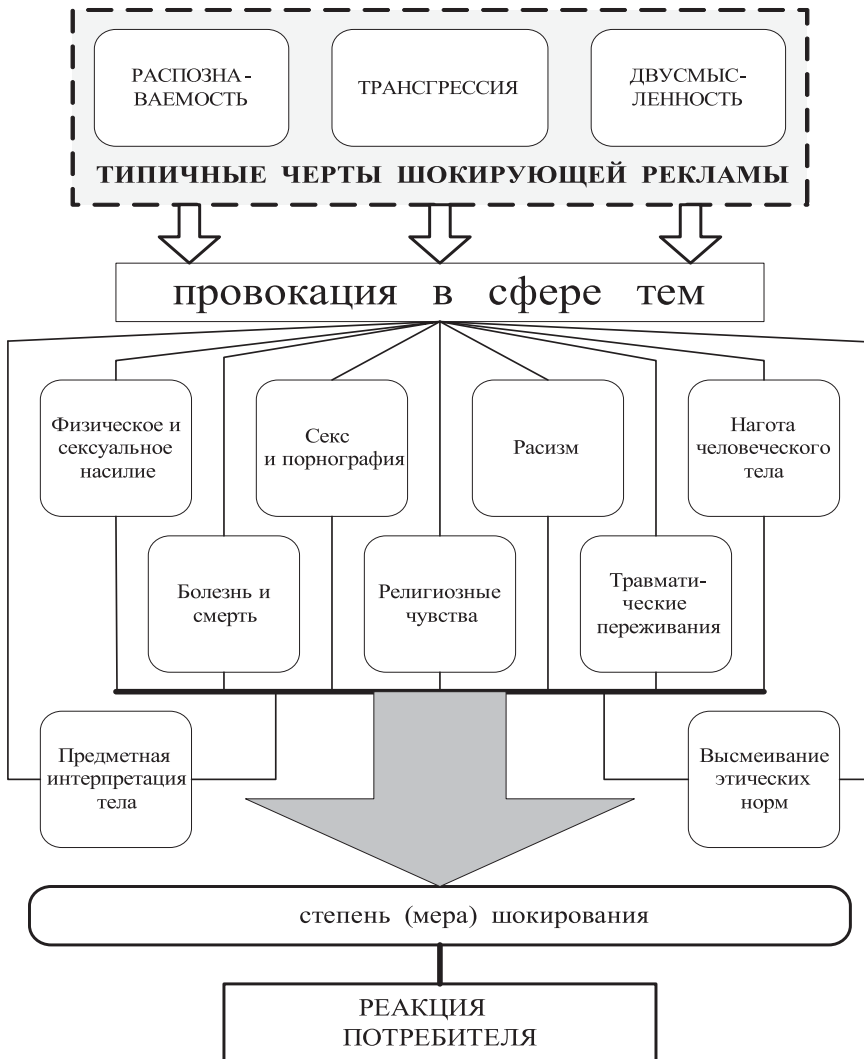 РАСПОЗНА-
ВАЕМОСТЬ
ТРАНСГРЕССИЯ
ДВУСМЫС-
ЛЕННОСТЬ
ТИПИЧНЫЕ ЧЕРТЫ ШОКИРУЮЩЕЙ РЕКЛАМЫ
провокация в сфере тем
Физическое и
сексуальное
насилие
Секс
и порнография
Расизм
Нагота
человеческого
тела
Болезнь и
смерть
Религиозные
чувства
Травмати-
ческие
переживания
Предметная
интерпретация
тела
Высмеивание
этических
норм
степень (мера) шокирования
РЕАКЦИЯ
ПОТРЕБИТЕЛЯ